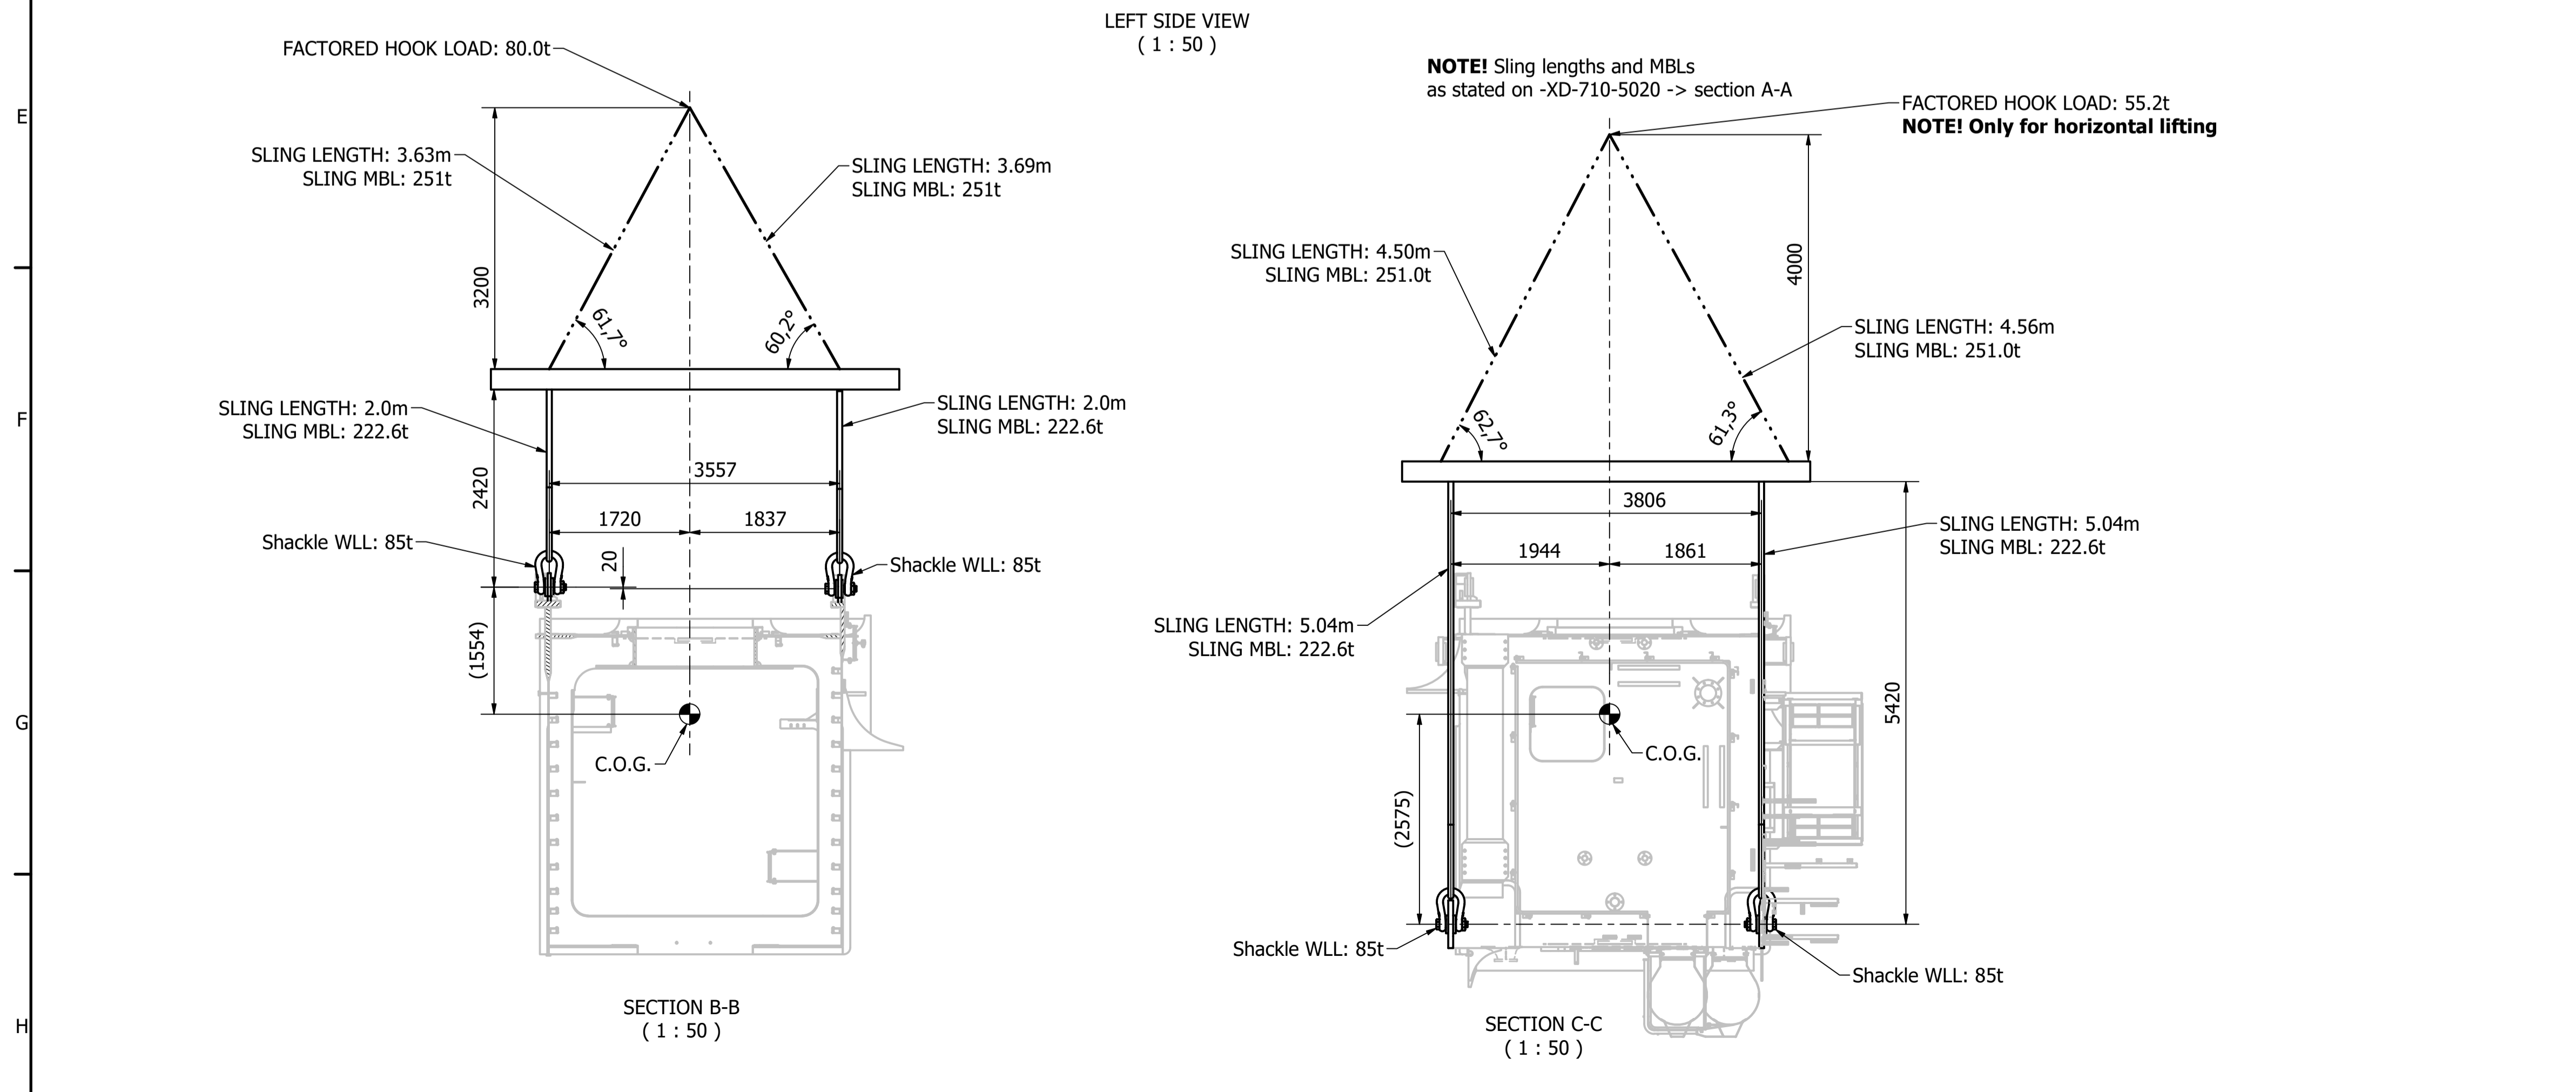 LEFT SIDE VIEW
( 1 : 50 )
FACTORED HOOK LOAD: 80.0t
SLING LENGTH: 3.63m
SLING MBL: 251t
SLING LENGTH: 3.69m
SLING MBL: 251t
3200
61,7°
60,2°
SLING LENGTH: 2.0m
SLING MBL: 222.6t
SLING LENGTH: 2.0m
SLING MBL: 222.6t
2420
3557
1720
1837
20
Shackle WLL: 85t
Shackle WLL: 85t
(1554)
C.O.G.
SECTION B-B
( 1 : 50 )
NOTE! Sling lengths and MBLs
as stated on -XD-710-5020 -> section A-A
FACTORED HOOK LOAD: 55.2t
NOTE! Only for horizontal lifting
SLING LENGTH: 4.50m
SLING MBL: 251.0t
4000
SLING LENGTH: 4.56m
SLING MBL: 251.0t
62,7°
61,3°
3806
1944
1861
SLING LENGTH: 5.04m
SLING MBL: 222.6t
SLING LENGTH: 5.04m
SLING MBL: 222.6t
5420
C.O.G.
(2575)
Shackle WLL: 85t
Shackle WLL: 85t
SECTION C-C
( 1 : 50 )
E
F
G
H